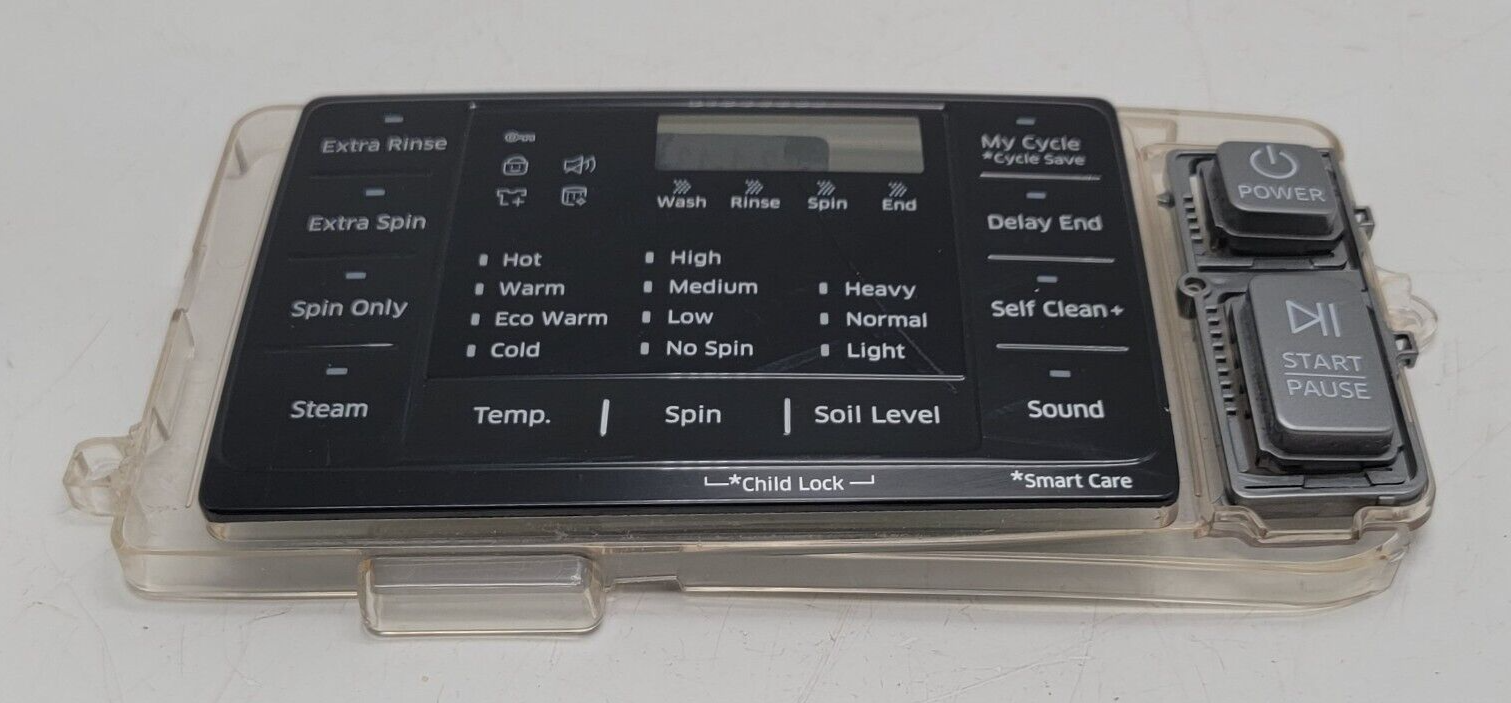 Extra Rinse
Extra Spin
Spin Only
Steam
Wash Rinse Spin End
Hot
Warm
Eco Warm
Cold
High
Medium
Low
No Spin
Heavy
Normal
Light
Temp. | Spin | Soil Level
*Child Lock
My Cycle
*Cycle Save
Delay End
Self Clean+
Sound
*Smart Care
POWER
START
PAUSE